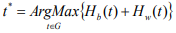 t* = ArgMax{H_b(t) + H_w(t)}
t∈G